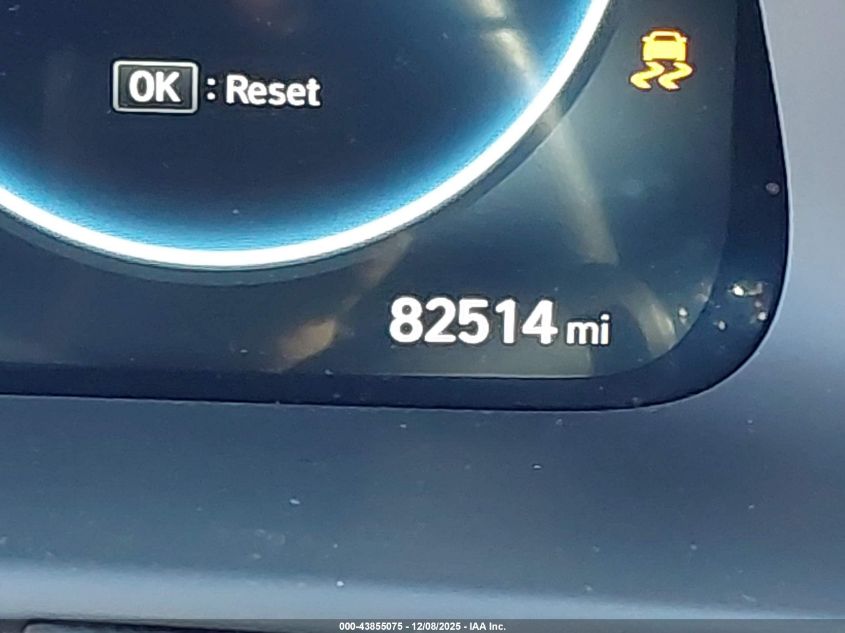 OK : Reset
82514 mi
000-43855075 - 12/08/2025 - IAA Inc.